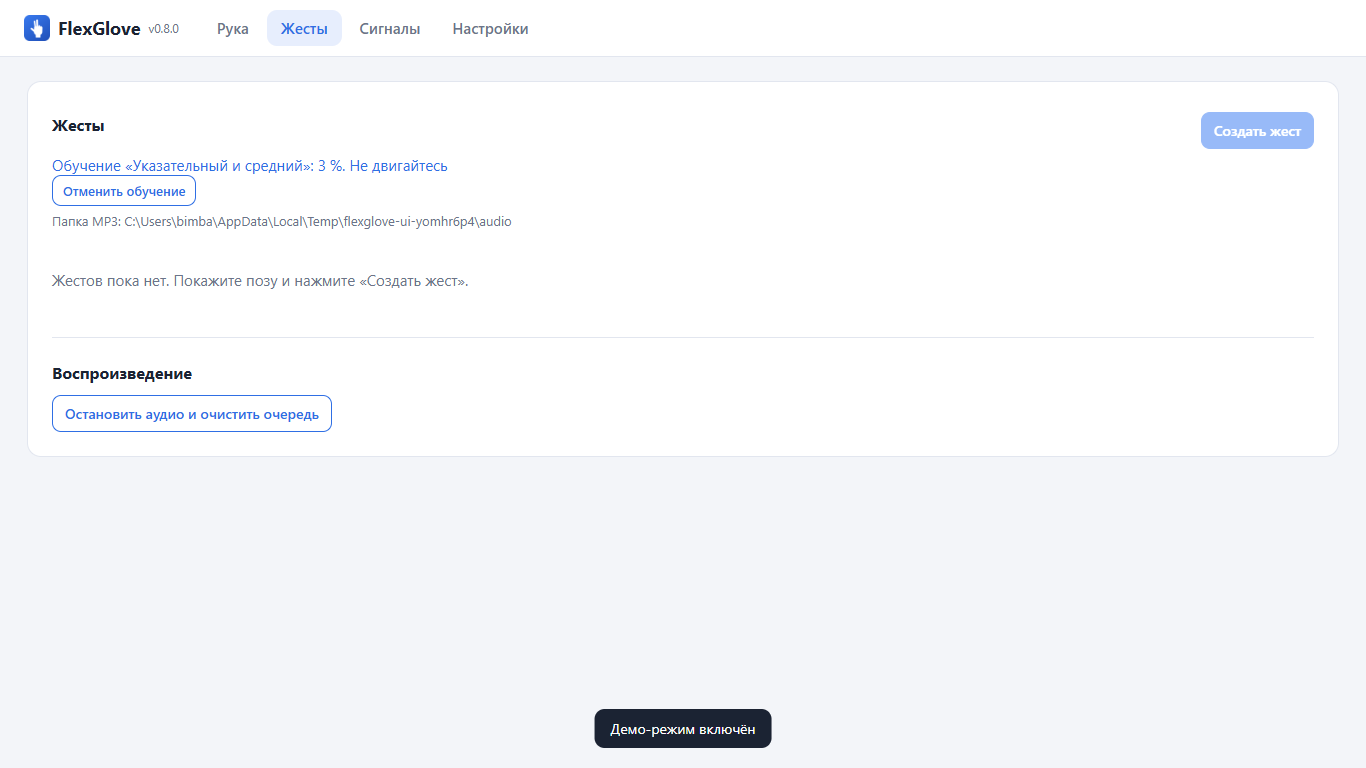 FlexGlove v0.8.0 Рука Жесты Сигналы Настройки
Жесты
Создать жест
Обучение «Указательный и средний»: 3 %. Не двигайтесь
Отменить обучение
Папка MP3: C:\Users\bimba\AppData\Local\Temp\flexglove-ui-yomhr6p4\audio
Жестов пока нет. Покажите позу и нажмите «Создать жест».
Воспроизведение
Остановить аудио и очистить очередь
Демо-режим включён